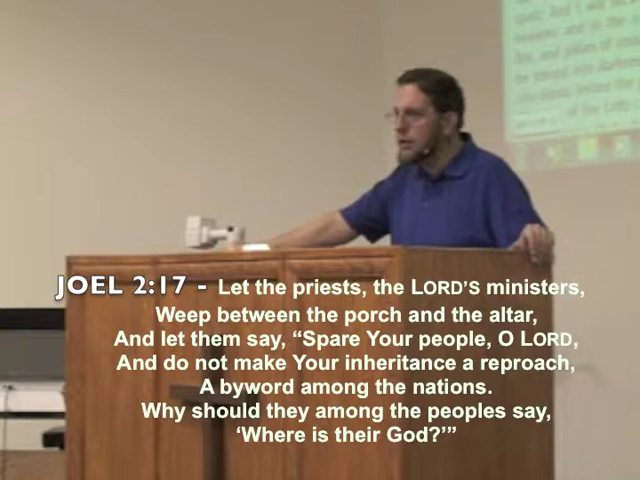 JOEL 2:17 - Let the priests, the LORD'S ministers,
Weep between the porch and the altar,
And let them say, “Spare Your people, O LORD,
And do not make Your inheritance a reproach,
A byword among the nations.
Why should they among the peoples say,
‘Where is their God?’”